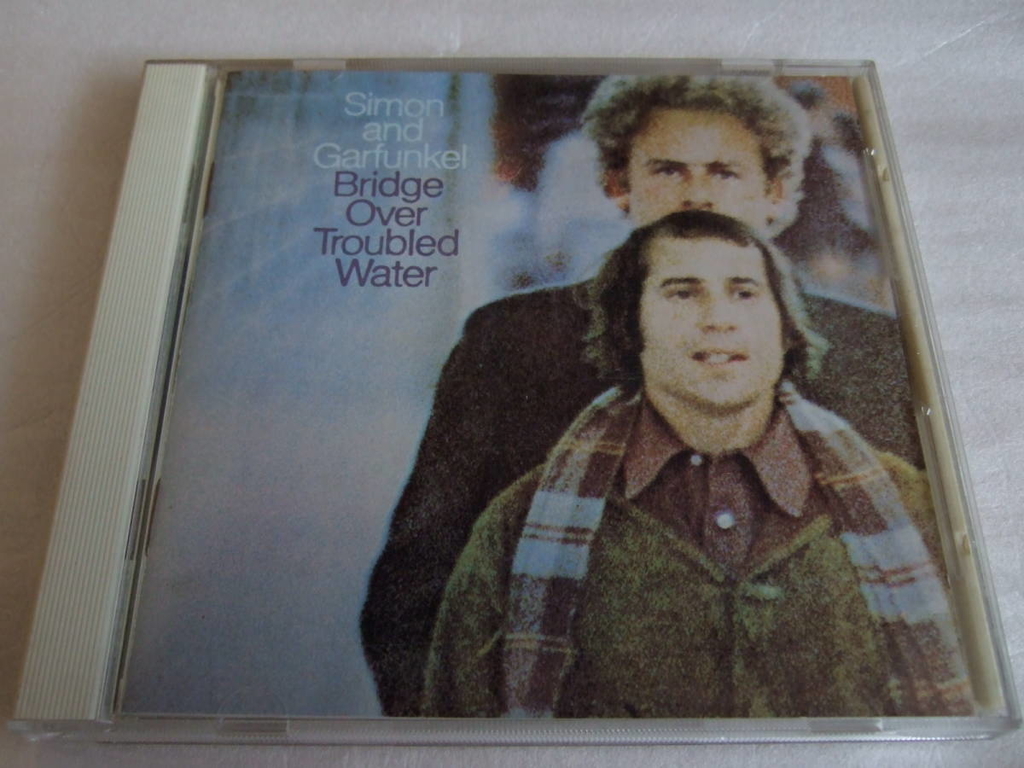 Simon
and
Garfunkel
Bridge
Over
Troubled
Water